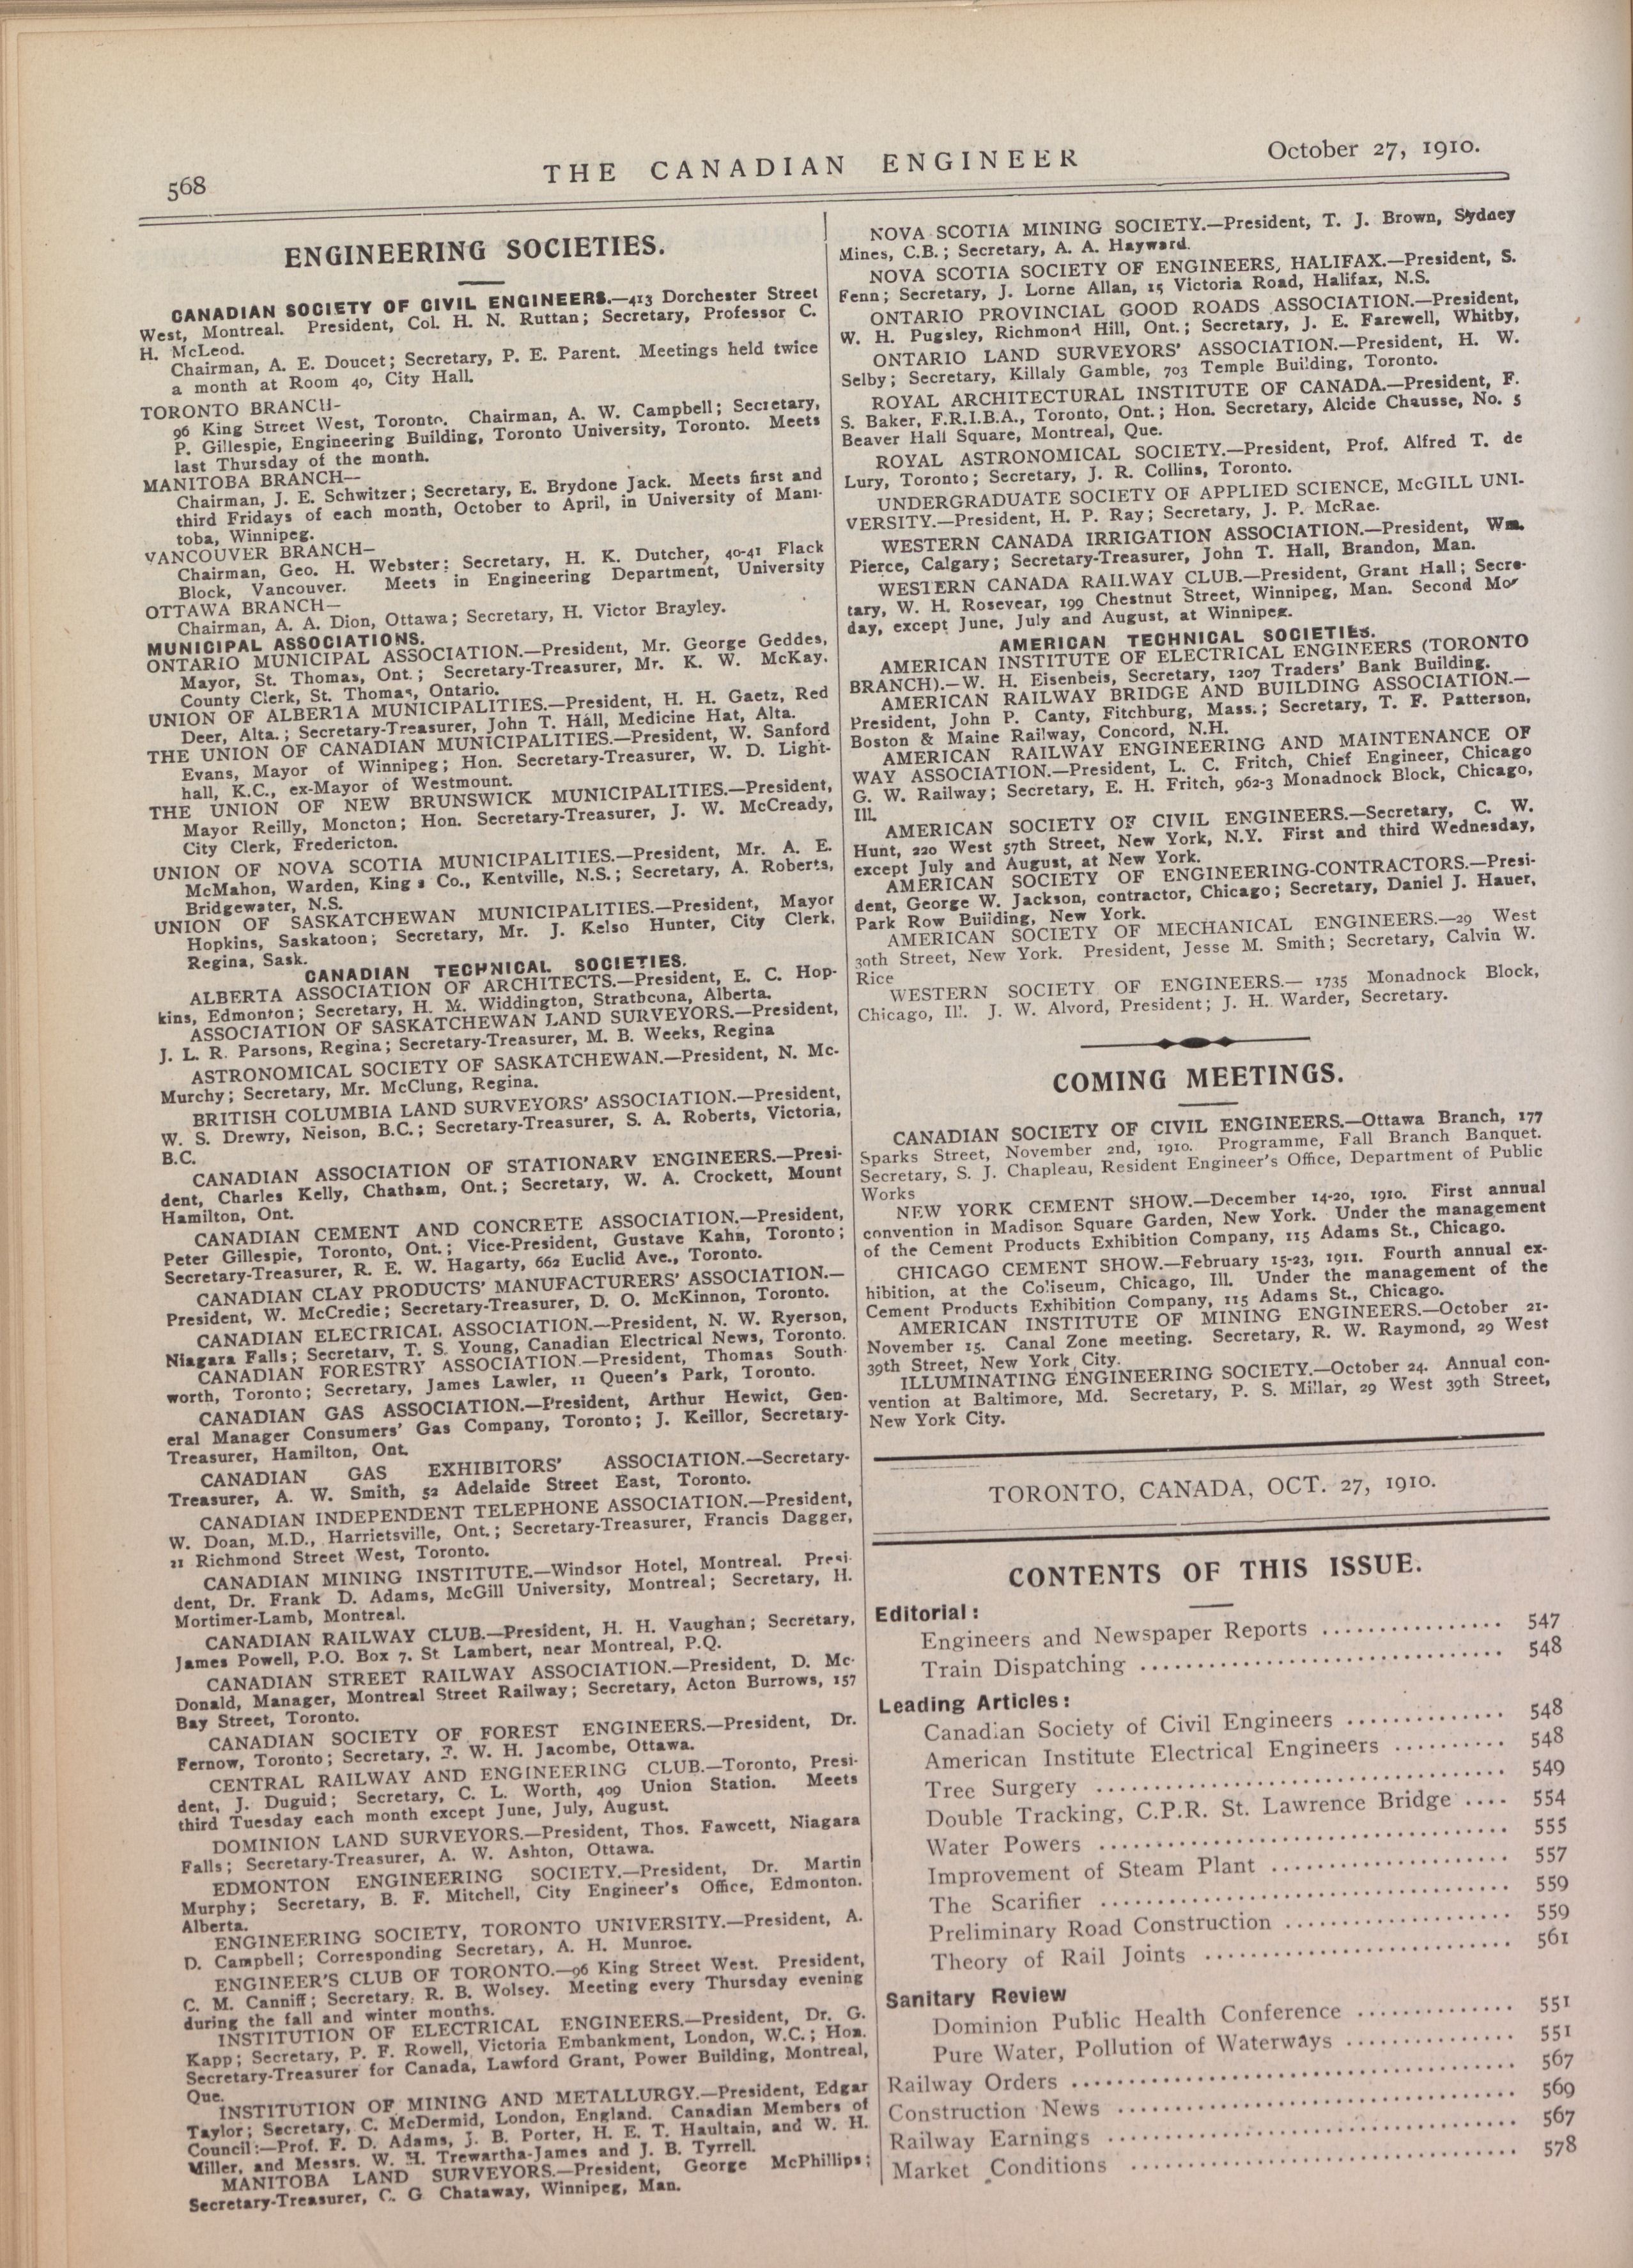 568
THE CANADIAN ENGINEER
October 27, 1910.
ENGINEERING SOCIETIES.
CANADIAN SOCIETY OF CIVIL ENGINEERS.—413 Dorchester Street
West, Montreal. President, Col. H. N. Ruttan; Secretary, Professor C.
H. McLeod.
Chairman, A. E. Doucet; Secretary, P. E. Parent. Meetings held twice
a month at Room 40, City Hall.
TORONTO BRANCH-
96 King Street West, Toronto. Chairman, A. W. Campbell; Secretary,
P. Gillespie, Engineering Building, Toronto University, Toronto. Meets
last Thursday of the month.
MANITOBA BRANCH—
Chairman, J. E. Schwitzer; Secretary, E. Brydone Jack. Meets first and
third Fridays of each month, October to April, in University of Mani-
toba, Winnipeg.
VANCOUVER BRANCH—
Chairman, Geo. H. Webster; Secretary, H. K. Dutcher, 40-41 Flack
Block, Vancouver. Meets in Engineering Department, University
OTTAWA BRANCH—
Chairman, A. A. Dion, Ottawa; Secretary, H. Victor Brayley.
MUNICIPAL ASSOCIATIONS.
ONTARIO MUNICIPAL ASSOCIATION.—President, Mr. George Geddes,
Mayor, St. Thomas, Ont.; Secretary-Treasurer, Mr. K. W. McKay,
County Clerk, St. Thomas, Ontario.
UNION OF ALBERTA MUNICIPALITIES.—President, H. H. Gaetz, Red
Deer, Alta.; Secretary-Treasurer, John T. Hall, Medicine Hat, Alta.
THE UNION OF CANADIAN MUNICIPALITIES.—President, W. Sanford
Evans, Mayor of Winnipeg; Hon. Secretary-Treasurer, W. D. Light-
hall, K.C., ex-Mayor of Westmount.
THE UNION OF NEW BRUNSWICK MUNICIPALITIES.—President,
Mayor Reilly, Moncton; Hon. Secretary-Treasurer, J. W. McCready,
City Clerk, Fredericton.
UNION OF NOVA SCOTIA MUNICIPALITIES.—President, Mr. A. E.
McMahon, Warden, King s Co., Kentville, N.S.; Secretary, A. Roberts,
Bridgewater, N.S.
UNION OF SASKATCHEWAN MUNICIPALITIES.—President, Mayor
Hopkins, Saskatoon; Secretary, Mr. J. Kelso Hunter, City Clerk,
Regina, Sask.
CANADIAN TECHNICAL SOCIETIES.
ALBERTA ASSOCIATION OF ARCHITECTS.—President, E. C. Hop-
kins, Edmonton; Secretary, H. M. Widdington, Strathcona, Alberta.
ASSOCIATION OF SASKATCHEWAN LAND SURVEYORS.—President,
J. L. R. Parsons, Regina; Secretary-Treasurer, M. B. Weeks, Regina
ASTRONOMICAL SOCIETY OF SASKATCHEWAN.—President, N. Mc-
Murchy; Secretary, Mr. McClung, Regina.
BRITISH COLUMBIA LAND SURVEYORS' ASSOCIATION.—President,
W. S. Drewry, Neison, B.C.; Secretary-Treasurer, S. A. Roberts, Victoria,
B.C.
CANADIAN ASSOCIATION OF STATIONARY ENGINEERS.—Presi-
dent, Charles Kelly, Chatham, Ont.; Secretary, W. A. Crockett, Mount
Hamilton, Ont.
CANADIAN CEMENT AND CONCRETE ASSOCIATION.—President,
Peter Gillespie, Toronto, Ont.; Vice-President, Gustave Kahn, Toronto;
Secretary-Treasurer, R. E. W. Hagarty, 662 Euclid Ave., Toronto.
CANADIAN CLAY PRODUCTS' MANUFACTURERS' ASSOCIATION.—
President, W. McCredie; Secretary-Treasurer, D. O. McKinnon, Toronto.
CANADIAN ELECTRICAL ASSOCIATION.—President, N. W. Ryerson,
Niagara Falls; Secretary, T. S. Young, Canadian Electrical News, Toronto.
CANADIAN FORESTRY ASSOCIATION.—President, Thomas South-
worth, Toronto; Secretary, James Lawler, 11 Queen's Park, Toronto.
CANADIAN GAS ASSOCIATION.—President, Arthur Hewitt, Gen-
eral Manager Consumers' Gas Company, Toronto; J. Keillor, Secretary-
Treasurer, Hamilton, Ont.
CANADIAN GAS EXHIBITORS' ASSOCIATION.—Secretary-
Treasurer, A. W. Smith, 52 Adelaide Street East, Toronto.
CANADIAN INDEPENDENT TELEPHONE ASSOCIATION.—President,
W. Doan, M.D., Harrietsville, Ont.; Secretary-Treasurer, Francis Dagger,
21 Richmond Street West, Toronto.
CANADIAN MINING INSTITUTE.—Windsor Hotel, Montreal. Presi-
dent, Dr. Frank D. Adams, McGill University, Montreal; Secretary, H.
Mortimer-Lamb, Montreal.
CANADIAN RAILWAY CLUB.—President, H. H. Vaughan; Secretary,
James Powell, P.O. Box 7, St Lambert, near Montreal, P.Q.
CANADIAN STREET RAILWAY ASSOCIATION.—President, D. Mc-
Donald, Manager, Montreal Street Railway; Secretary, Acton Burrows, 157
Bay Street, Toronto.
CANADIAN SOCIETY OF FOREST ENGINEERS.—President, Dr.
Fernow, Toronto; Secretary, F. W. H. Jacombe, Ottawa.
CENTRAL RAILWAY AND ENGINEERING CLUB.—Toronto, Presi-
dent, J. Duguid; Secretary, C. L. Worth, 409 Union Station. Meets
third Tuesday each month except June, July, August.
DOMINION LAND SURVEYORS.—President, Thos. Fawcett, Niagara
Falls; Secretary-Treasurer, A. W. Ashton, Ottawa.
EDMONTON ENGINEERING SOCIETY.—President, Dr. Martin
Murphy; Secretary, B. F. Mitchell, City Engineer's Office, Edmonton.
Alberta.
ENGINEERING SOCIETY, TORONTO UNIVERSITY.—President, A.
D. Campbell; Corresponding Secretary, A. H. Munroe.
ENGINEER'S CLUB OF TORONTO.—96 King Street West. President,
C. M. Canniff; Secretary, R. B. Wolsey. Meeting every Thursday evening
during the fall and winter months.
INSTITUTION OF ELECTRICAL ENGINEERS.—President, Dr. G.
Kapp; Secretary, P. F. Rowell, Victoria Embankment, London, W.C.; Hon.
Secretary-Treasurer for Canada, Lawford Grant, Power Building, Montreal,
Que.
INSTITUTION OF MINING AND METALLURGY.—President, Edgar
Taylor; Secretary, C. McDermid, London, England. Canadian Members of
Council:—Prof. F. D. Adams, J. B. Porter, H. E. T. Haultain, and W. H.
Miller, and Messrs. W. H. Trewartha-James and J. B. Tyrrell.
MANITOBA LAND SURVEYORS.—President, George McPhillips;
Secretary-Treasurer, C. G Chataway, Winnipeg, Man.
NOVA SCOTIA MINING SOCIETY.—President, T. J. Brown, Sydney
Mines, C.B.; Secretary, A. A. Hayward.
NOVA SCOTIA SOCIETY OF ENGINEERS, HALIFAX.—President, S.
Fenn; Secretary, J. Lorne Allan, 15 Victoria Road, Halifax, N.S.
ONTARIO PROVINCIAL GOOD ROADS ASSOCIATION.—President,
W. H. Pugsley, Richmond Hill, Ont.; Secretary, J. E. Farewell, Whitby,
ONTARIO LAND SURVEYORS' ASSOCIATION.—President, H. W.
Selby; Secretary, Killaly Gamble, 703 Temple Building, Toronto.
ROYAL ARCHITECTURAL INSTITUTE OF CANADA.—President, F.
S. Baker, F.R.I.B.A., Toronto, Ont.; Hon. Secretary, Alcide Chausse, No. 5
Beaver Hall Square, Montreal, Que.
ROYAL ASTRONOMICAL SOCIETY.—President, Prof. Alfred T. de
Lury, Toronto; Secretary, J. R. Collins, Toronto.
UNDERGRADUATE SOCIETY OF APPLIED SCIENCE, McGILL UNI-
VERSITY.—President, H. P. Ray; Secretary, J. P. McRae.
WESTERN CANADA IRRIGATION ASSOCIATION.—President, Wm.
Pierce, Calgary; Secretary-Treasurer, John T. Hall, Brandon, Man.
WESTERN CANADA RAILWAY CLUB.—President, Grant Hall; Secre-
tary, W. H. Rosevear, 199 Chestnut Street, Winnipeg, Man. Second Mo
day, except June, July and August, at Winnipeg.
AMERICAN TECHNICAL SOCIETIES.
AMERICAN INSTITUTE OF ELECTRICAL ENGINEERS (TORONTO
BRANCH).—W. H. Eisenbeis, Secretary, 1207 Traders' Bank Building.
AMERICAN RAILWAY BRIDGE AND BUILDING ASSOCIATION.—
President, John P. Canty, Fitchburg, Mass.; Secretary, T. F. Patterson,
Boston & Maine Railway, Concord, N.H.
AMERICAN RAILWAY ENGINEERING AND MAINTENANCE OF
WAY ASSOCIATION.—President, L. C. Fritch, Chief Engineer, Chicago
G. W. Railway; Secretary, E. H. Fritch, 962-3 Monadnock Block, Chicago,
Ill.
AMERICAN SOCIETY OF CIVIL ENGINEERS.—Secretary, C. W.
Hunt, 220 West 57th Street, New York, N.Y. First and third Wednesday,
except July and August, at New York.
AMERICAN SOCIETY OF ENGINEERING-CONTRACTORS.—Presi-
dent, George W. Jackson, contractor, Chicago; Secretary, Daniel J. Hauer,
Park Row Building, New York.
AMERICAN SOCIETY OF MECHANICAL ENGINEERS.—29 West
39th Street, New York. President, Jesse M. Smith; Secretary, Calvin W.
Rice
WESTERN SOCIETY OF ENGINEERS.— 1735 Monadnock Block,
Chicago, Ill. J. W. Alvord, President; J. H. Warder, Secretary.
COMING MEETINGS.
CANADIAN SOCIETY OF CIVIL ENGINEERS.—Ottawa Branch, 177
Sparks Street, November 2nd, 1910. Programme, Fall Branch Banquet.
Secretary, S. J. Chapleau, Resident Engineer's Office, Department of Public
Works
NEW YORK CEMENT SHOW.—December 14-20, 1910. First annual
convention in Madison Square Garden, New York. Under the management
of the Cement Products Exhibition Company, 115 Adams St., Chicago.
CHICAGO CEMENT SHOW.—February 15-23, 1911. Fourth annual ex-
hibition, at the Coliseum, Chicago, Ill. Under the management of the
Cement Products Exhibition Company, 115 Adams St., Chicago.
AMERICAN INSTITUTE OF MINING ENGINEERS.—October 21-
November 15. Canal Zone meeting. Secretary, R. W. Raymond, 29 West
39th Street, New York City.
ILLUMINATING ENGINEERING SOCIETY.—October 24. Annual con-
vention at Baltimore, Md. Secretary, P. S. Millar, 29 West 39th Street,
New York City.
TORONTO, CANADA, OCT. 27, 1910.
CONTENTS OF THIS ISSUE.
Editorial:
Engineers and Newspaper Reports ................ 547
Train Dispatching ................................ 548
Leading Articles:
Canadian Society of Civil Engineers .............. 548
American Institute Electrical Engineers .......... 548
Tree Surgery .................................... 549
Double Tracking, C.P.R. St. Lawrence Bridge .... 554
Water Powers .................................... 555
Improvement of Steam Plant ..................... 557
The Scarifier .................................... 559
Preliminary Road Construction .................... 559
Theory of Rail Joints ........................... 561
Sanitary Review
Dominion Public Health Conference .............. 551
Pure Water, Pollution of Waterways ............... 551
Railway Orders ....................................... 567
Construction News .................................... 569
Railway Earnings .................................... 567
Market Conditions .................................. 578